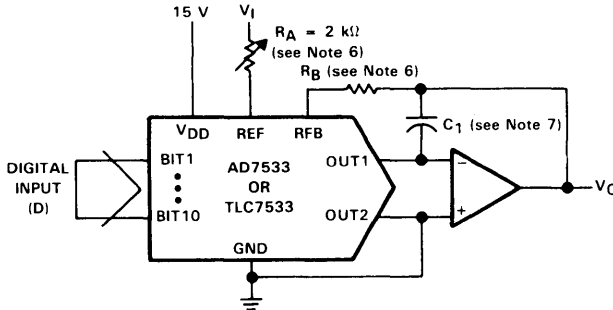 15 V
VI
RA = 2 kΩ
(see Note 6)
RB (see Note 6)
C1 (see Note 7)
VDD
REF
RFB
DIGITAL
INPUT
(D)
BIT1
BIT10
AD7533
OR
TLC7533
OUT1
OUT2
GND
−
+
VO